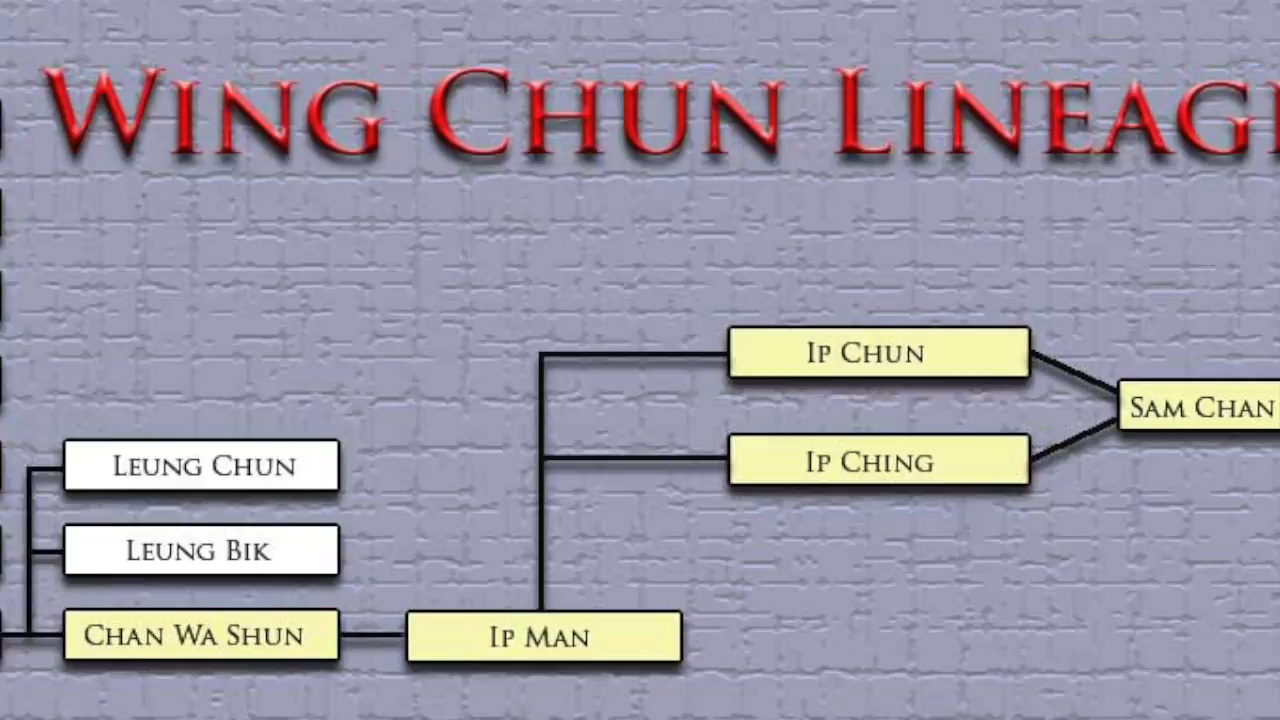 WING CHUN LINEAG
IP CHUN
SAM CHAN
IP CHING
LEUNG CHUN
LEUNG BIK
CHAN WA SHUN
IP MAN